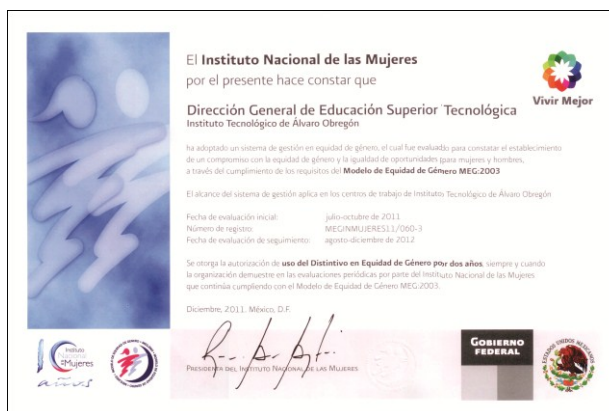 El Instituto Nacional de las Mujeres
por el presente hace constar que
Vivir Mejor
Dirección General de Educación Superior Tecnológica
Instituto Tecnológico de Álvaro Obregón
ha adoptado un sistema de gestión en equidad de género, el cual fue evaluado para constatar el establecimiento
de un compromiso con la equidad de género y la igualdad de oportunidades para mujeres y hombres,
a través del cumplimiento de los requisitos del Modelo de Equidad de Género MEG:2003
El alcance del sistema de gestión aplica en los centros de trabajo de Instituto Tecnológico de Álvaro Obregón
Fecha de evaluación inicial: julio-octubre de 2011
Número de registro: MEGINMUJERES11/060-3
Fecha de evaluación de seguimiento: agosto-diciembre de 2012
Se otorga la autorización de uso del Distintivo en Equidad de Género por dos años, siempre y cuando
la organización demuestre en las evaluaciones periódicas por parte del Instituto Nacional de las Mujeres
que continúa cumpliendo con el Modelo de Equidad de Género MEG:2003.
Diciembre, 2011. México, D.F.
PRESIDENTA DEL INSTITUTO NACIONAL DE LAS MUJERES
10 Instituto
Nacional
de las Mujeres
años
GOBIERNO
FEDERAL
ESTADOS UNIDOS MEXICANOS